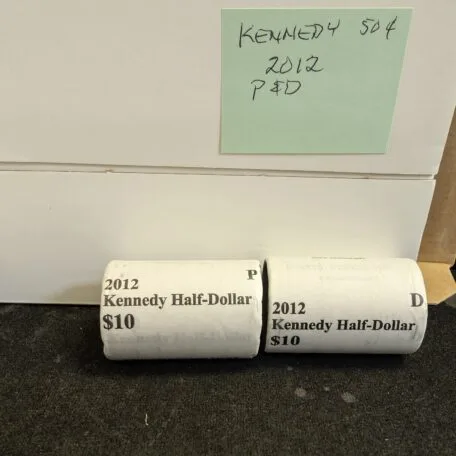 KENNEDY 50¢
2012
P&D
2012 P
Kennedy Half-Dollar
$10
2012 D
Kennedy Half-Dollar
$10